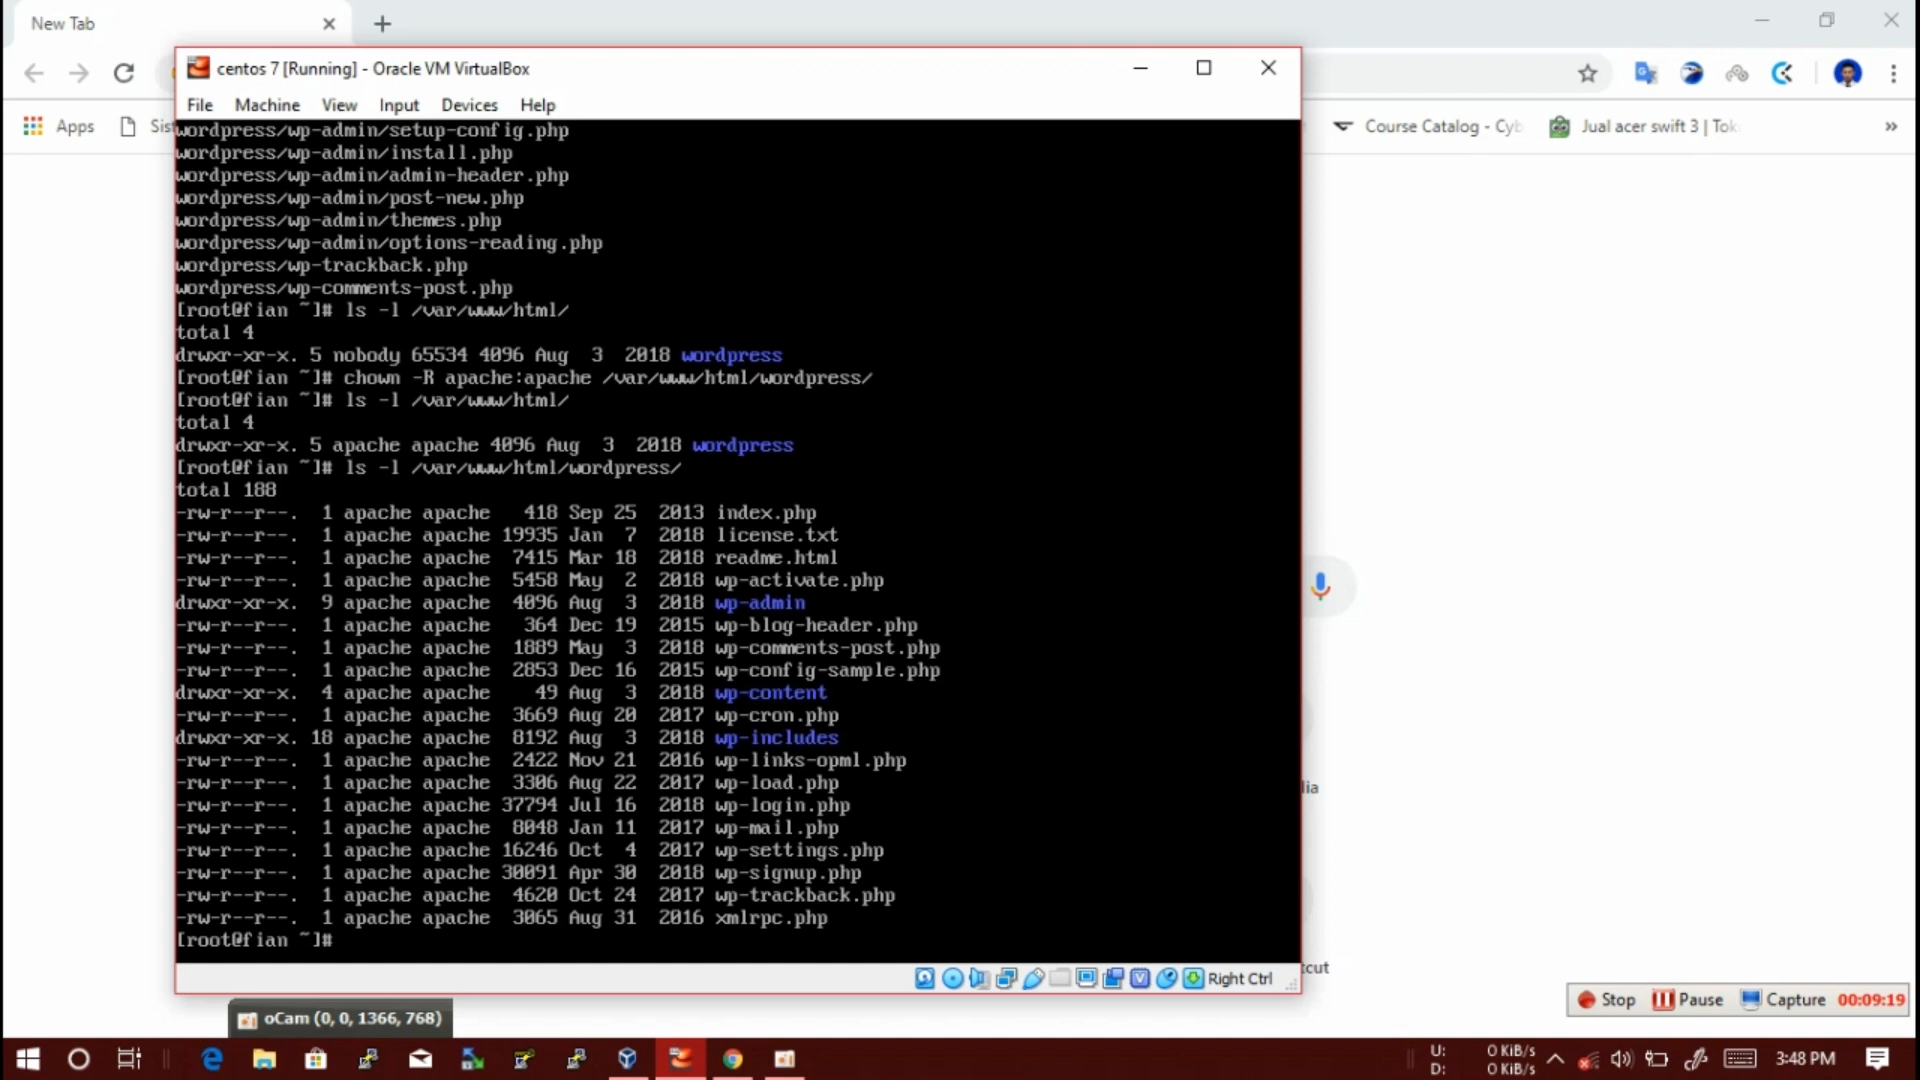 New Tab
centos 7 [Running] - Oracle VM VirtualBox
File Machine View Input Devices Help
Apps
Course Catalog - Cyb
Jual acer swift 3 | Tok
wordpress/wp-admin/setup-config.php
wordpress/wp-admin/install.php
wordpress/wp-admin/admin-header.php
wordpress/wp-admin/post-new.php
wordpress/wp-admin/themes.php
wordpress/wp-admin/options-reading.php
wordpress/wp-trackback.php
wordpress/wp-comments-post.php
[root@fian ~]# ls -l /var/www/html/
total 4
drwxr-xr-x. 5 nobody 65534 4096 Aug  3  2018 wordpress
[root@fian ~]# chown -R apache:apache /var/www/html/wordpress/
[root@fian ~]# ls -l /var/www/html/
total 4
drwxr-xr-x. 5 apache apache 4096 Aug  3  2018 wordpress
[root@fian ~]# ls -l /var/www/html/wordpress/
total 188
-rw-r--r--.  1 apache apache   418 Sep 25  2013 index.php
-rw-r--r--.  1 apache apache 19935 Jan  7  2018 license.txt
-rw-r--r--.  1 apache apache  7415 Mar 18  2018 readme.html
-rw-r--r--.  1 apache apache  5458 May  2  2018 wp-activate.php
drwxr-xr-x.  9 apache apache  4096 Aug  3  2018 wp-admin
-rw-r--r--.  1 apache apache   364 Dec 19  2015 wp-blog-header.php
-rw-r--r--.  1 apache apache  1889 May  3  2018 wp-comments-post.php
-rw-r--r--.  1 apache apache  2853 Dec 16  2015 wp-config-sample.php
drwxr-xr-x.  4 apache apache    49 Aug  3  2018 wp-content
-rw-r--r--.  1 apache apache  3669 Aug 20  2017 wp-cron.php
drwxr-xr-x. 18 apache apache  8192 Aug  3  2018 wp-includes
-rw-r--r--.  1 apache apache  2422 Nov 21  2016 wp-links-opml.php
-rw-r--r--.  1 apache apache  3306 Aug 22  2017 wp-load.php
-rw-r--r--.  1 apache apache 37794 Jul 16  2018 wp-login.php
-rw-r--r--.  1 apache apache  8048 Jan 11  2017 wp-mail.php
-rw-r--r--.  1 apache apache 16246 Oct  4  2017 wp-settings.php
-rw-r--r--.  1 apache apache 30091 Apr 30  2018 wp-signup.php
-rw-r--r--.  1 apache apache  4620 Oct 24  2017 wp-trackback.php
-rw-r--r--.  1 apache apache  3065 Aug 31  2016 xmlrpc.php
[root@fian ~]#
Right Ctrl
Stop Pause Capture 00:09:19
oCam (0, 0, 1366, 768)
U: 0 KiB/s
D: 0 KiB/s
3:48 PM